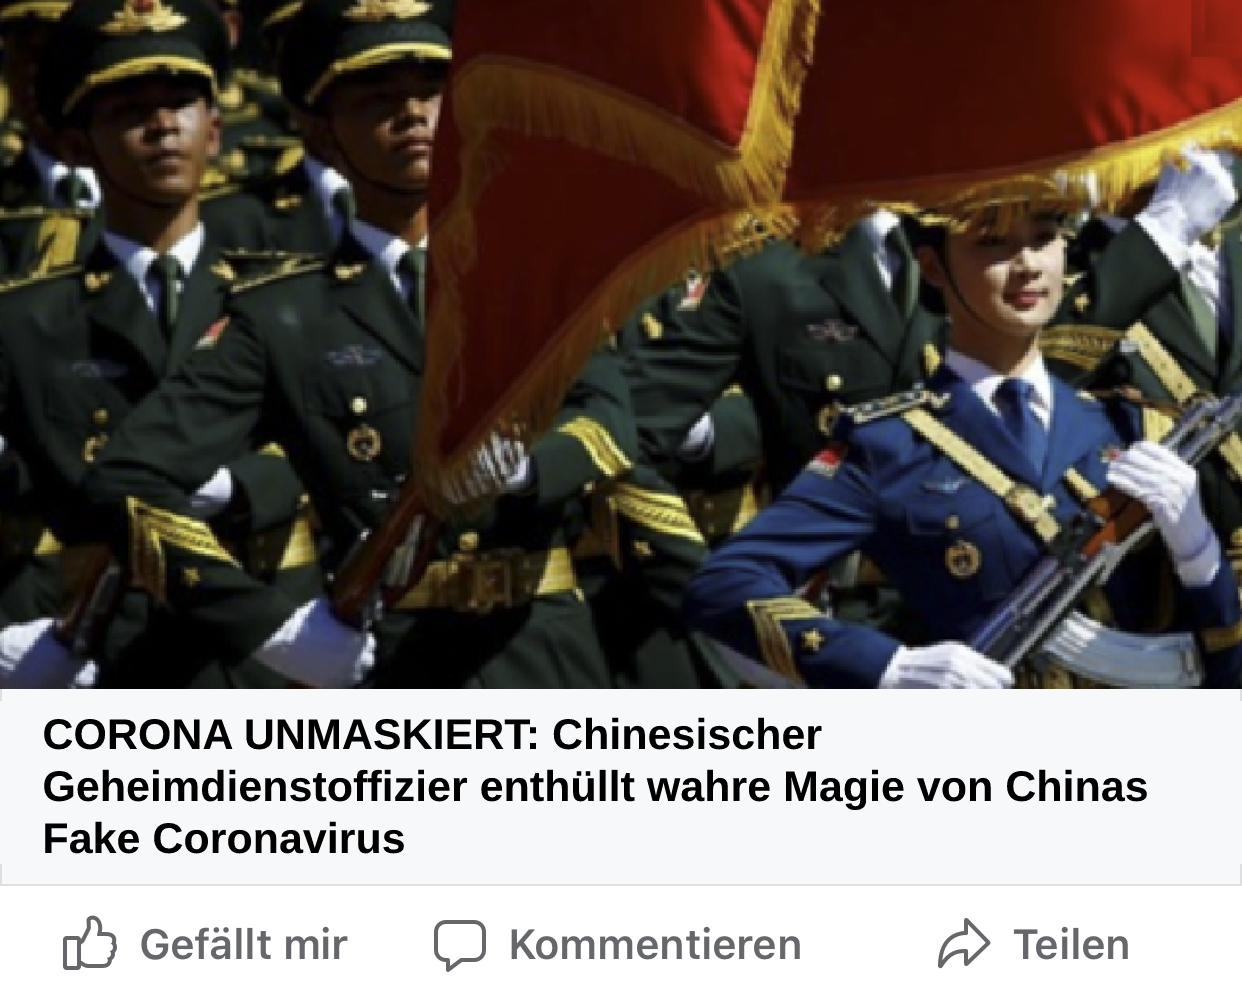 CORONA UNMASKIERT: Chinesischer
Geheimdienstoffizier enthüllt wahre Magie von Chinas
Fake Coronavirus
Gefällt mir
Kommentieren
Teilen